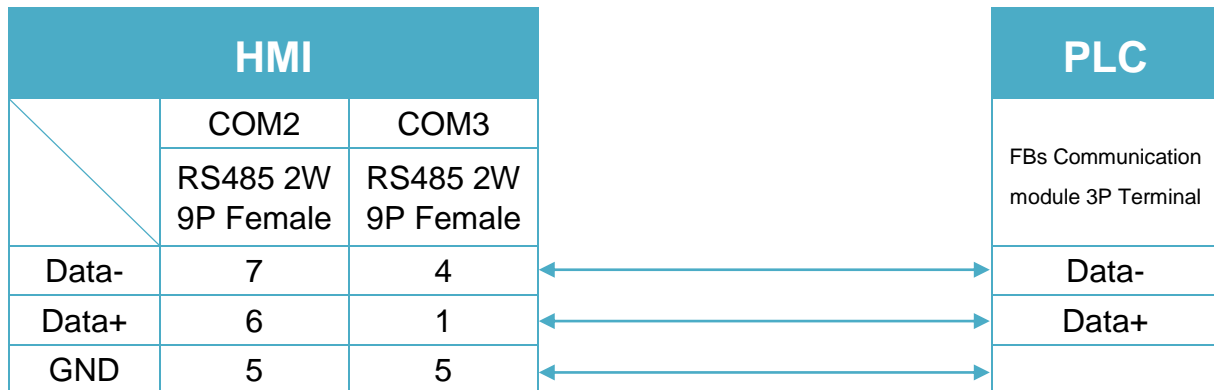 HMI PLC
COM2 COM3
RS485 2W RS485 2W
9P Female 9P Female
FBs Communication
module 3P Terminal
Data- 7 4 Data-
Data+ 6 1 Data+
GND 5 5